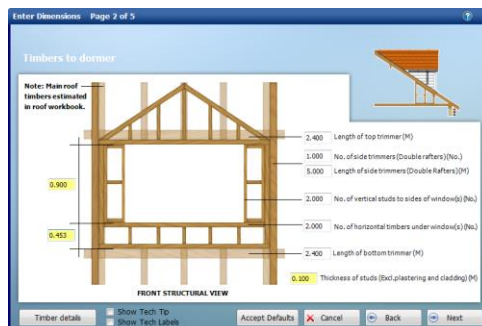 Enter Dimensions Page 2 of 5
Timbers to dormer
Note: Main roof
timbers estimated
in roof workbook.
2.400 Length of top trimmer (M)
1.000 No. of side trimmers (Double rafters) (No.)
5.000 Length of side trimmers (Double Rafters) (M)
0.900
2.000 No. of vertical studs to sides of window(s) (No.)
2.000 No. of horizontal timbers under window(s) (No.)
0.453
2.400 Length of bottom trimmer (M)
0.100 Thickness of studs (Excl.plastering and cladding) (M)
FRONT STRUCTURAL VIEW
Timber details
Show Tech Tip
Show Tech Labels
Accept Defaults
Cancel
Back
Next